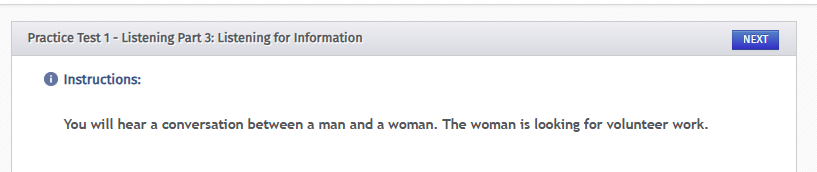 Practice Test 1 - Listening Part 3: Listening for Information
NEXT
Instructions:
You will hear a conversation between a man and a woman. The woman is looking for volunteer work.